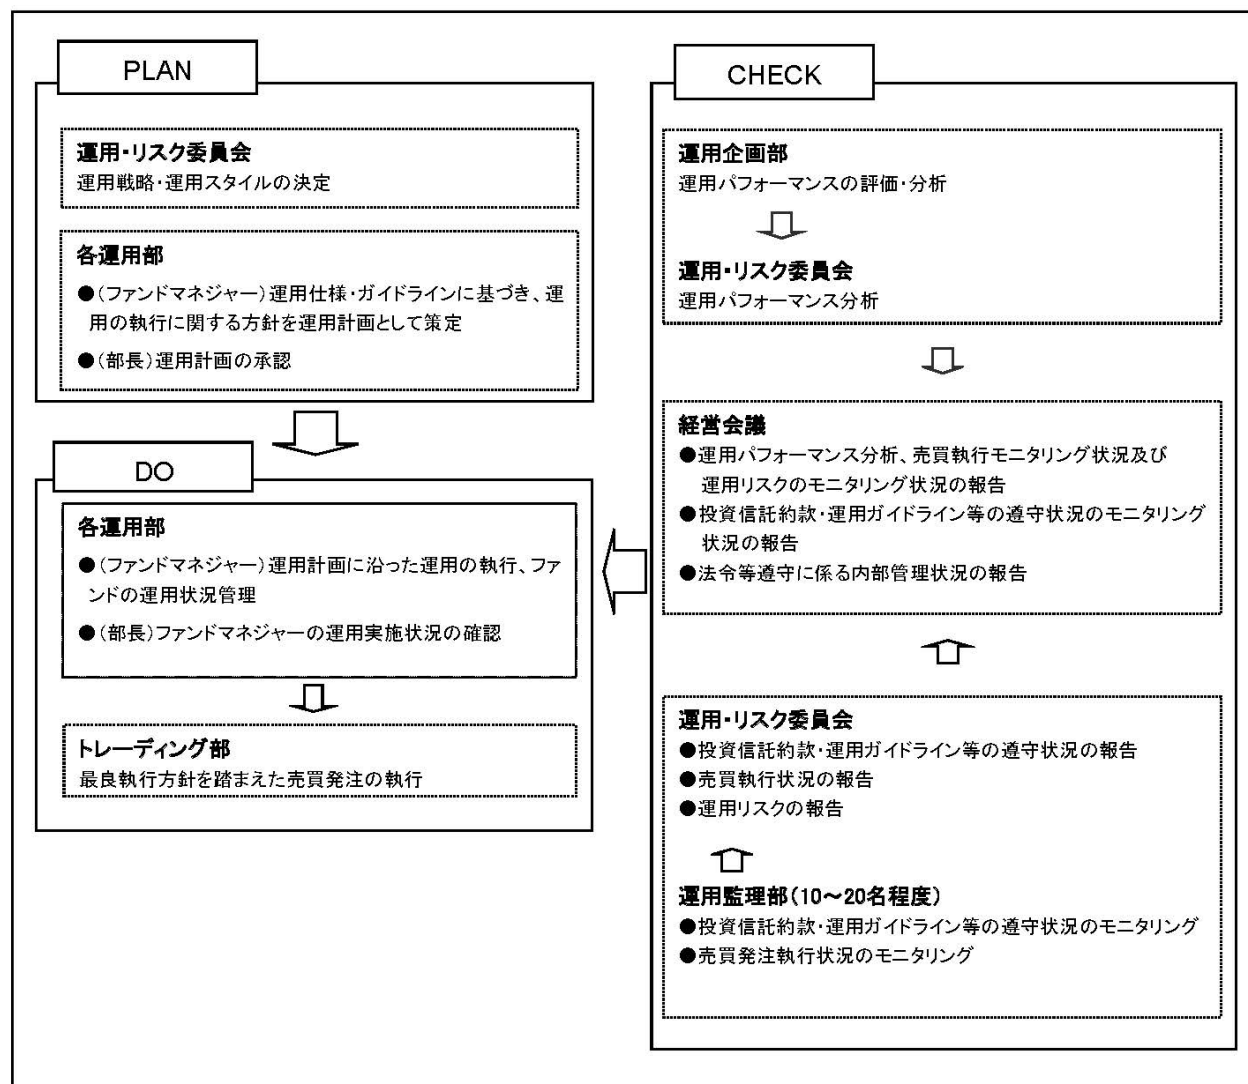 PLAN
運用・リスク委員会
運用戦略・運用スタイルの決定
各運用部
●(ファンドマネジャー)運用仕様・ガイドラインに基づき、運
用の執行に関する方針を運用計画として策定
●(部長)運用計画の承認
DO
各運用部
●(ファンドマネジャー)運用計画に沿った運用の執行、ファ
ンドの運用状況管理
●(部長)ファンドマネジャーの運用実施状況の確認
トレーディング部
最良執行方針を踏まえた売買発注の執行
CHECK
運用企画部
運用パフォーマンスの評価・分析
運用・リスク委員会
運用パフォーマンス分析
経営会議
●運用パフォーマンス分析、売買執行モニタリング状況及び
運用リスクのモニタリング状況の報告
●投資信託約款・運用ガイドライン等の遵守状況のモニタリング
状況の報告
●法令等遵守に係る内部管理状況の報告
運用・リスク委員会
●投資信託約款・運用ガイドライン等の遵守状況の報告
●売買執行状況の報告
●運用リスクの報告
運用監理部(10~20名程度)
●投資信託約款・運用ガイドライン等の遵守状況のモニタリング
●売買発注執行状況のモニタリング